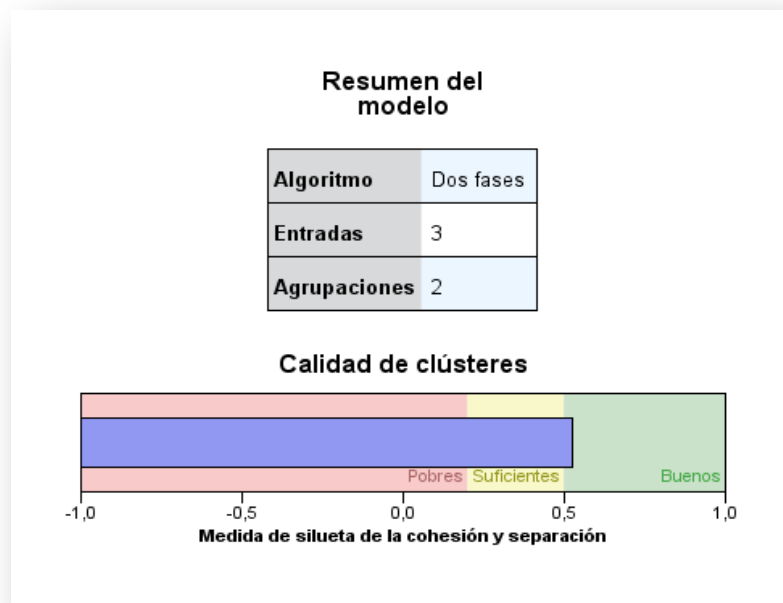 Resumen del
modelo
Algoritmo Dos fases
Entradas 3
Agrupaciones 2
Calidad de clústeres
Pobres Suficientes Buenos
-1,0 -0,5 0,0 0,5 1,0
Medida de silueta de la cohesión y separación